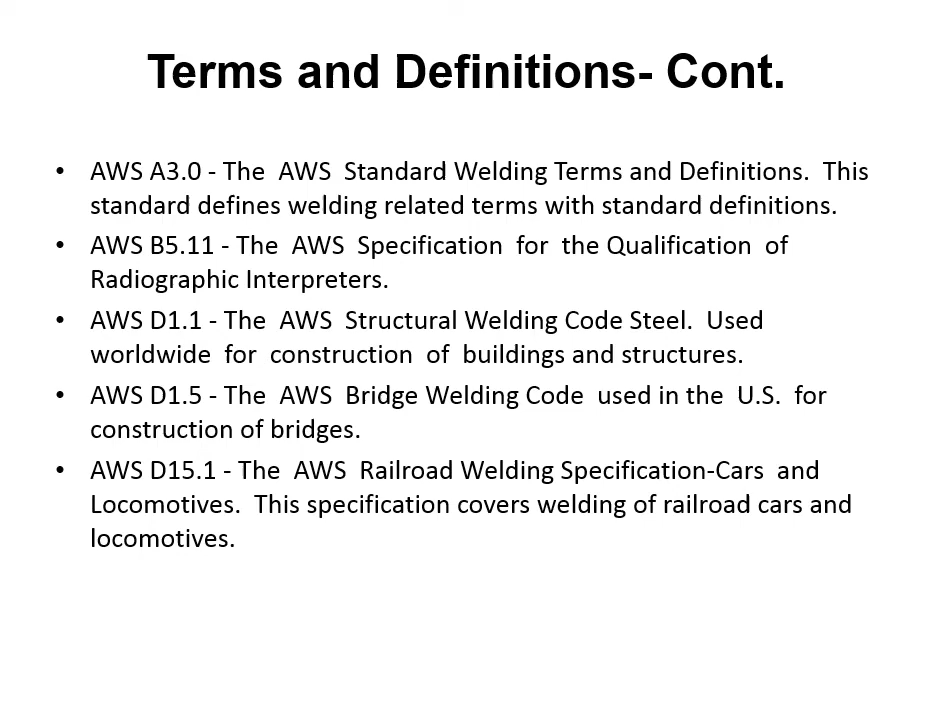 Terms and Definitions- Cont.
• AWS A3.0 - The  AWS  Standard Welding Terms and Definitions.  This
standard defines welding related terms with standard definitions.
• AWS B5.11 - The  AWS  Specification  for  the Qualification  of
Radiographic Interpreters.
• AWS D1.1 - The  AWS  Structural Welding Code Steel.  Used
worldwide  for  construction  of  buildings and structures.
• AWS D1.5 - The  AWS  Bridge Welding Code  used in the  U.S.  for
construction of bridges.
• AWS D15.1 - The  AWS  Railroad Welding Specification-Cars  and
Locomotives.  This specification covers welding of railroad cars and
locomotives.